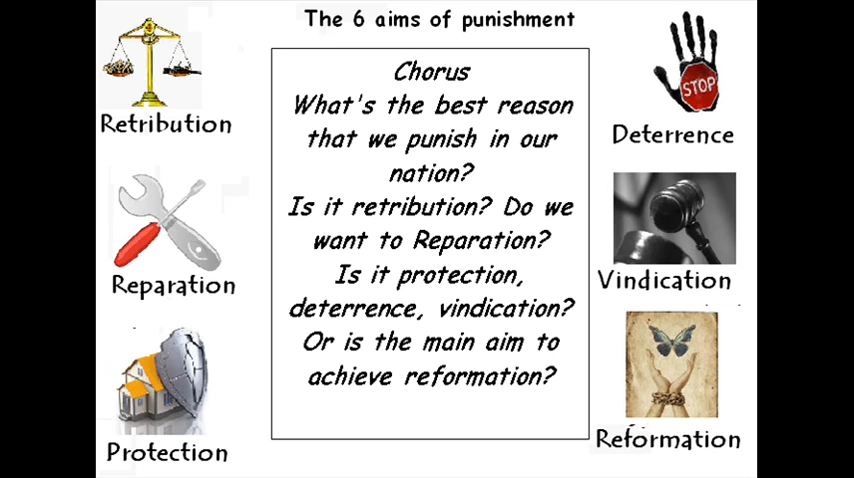 The 6 aims of punishment
Retribution
Reparation
Protection
Chorus
What's the best reason
that we punish in our
nation?
Is it retribution? Do we
want to Reparation?
Is it protection,
deterrence, vindication?
Or is the main aim to
achieve reformation?
STOP
Deterrence
Vindication
Reformation